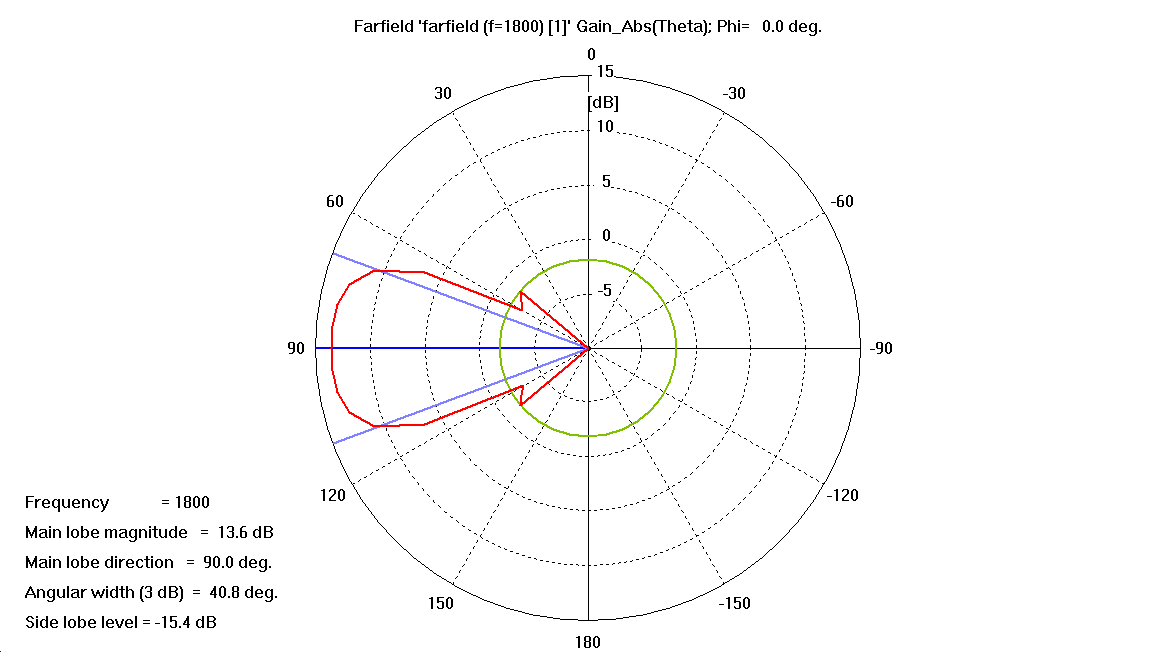 Farfield 'farfield (f=1800) [1]' Gain_Abs(Theta); Phi= 0.0 deg.
0
15
30
-30
[dB]
10
5
60
-60
0
-5
90
-90
120
-120
Frequency = 1800
Main lobe magnitude = 13.6 dB
Main lobe direction = 90.0 deg.
Angular width (3 dB) = 40.8 deg.
150
-150
Side lobe level = -15.4 dB
180